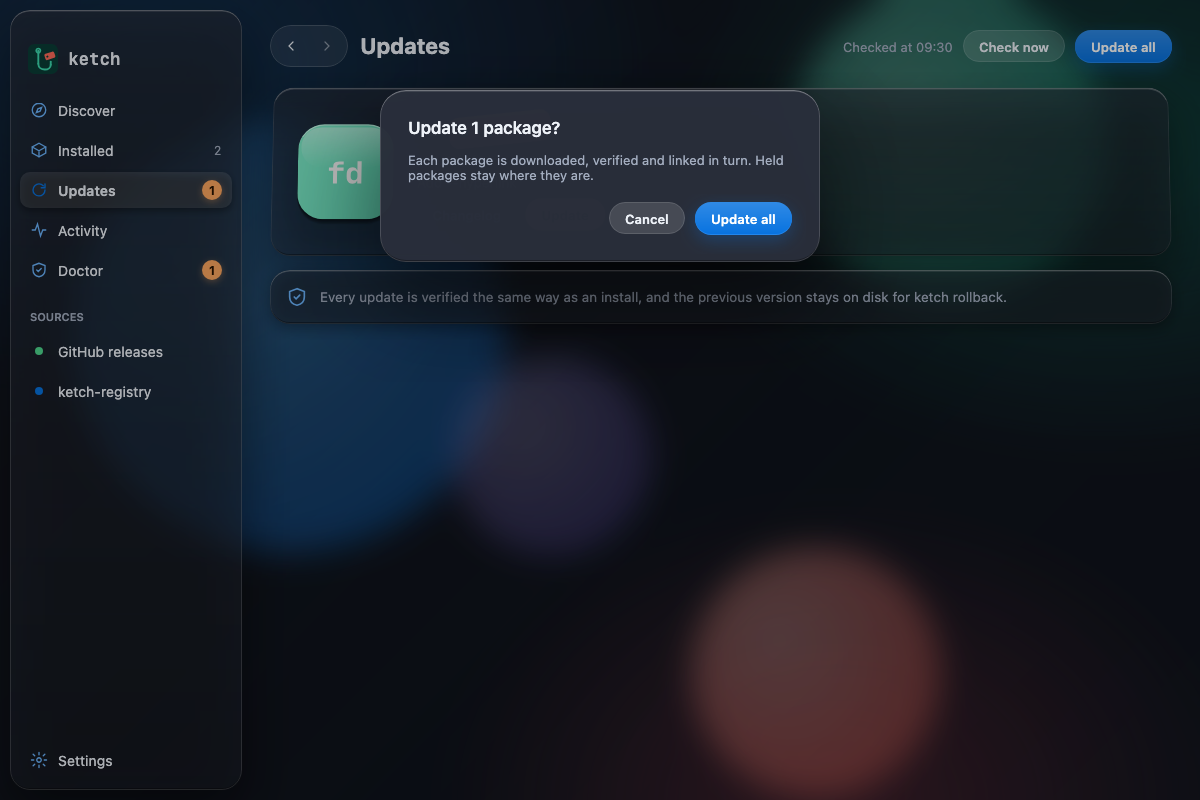 ketch
Discover
Installed 2
Updates 1
Activity
Doctor 1
SOURCES
GitHub releases
ketch-registry
Settings
Updates
Checked at 09:30
Check now
Update all
fd
Update 1 package?
Each package is downloaded, verified and linked in turn. Held
packages stay where they are.
Cancel
Update all
Every update is verified the same way as an install, and the previous version stays on disk for ketch rollback.